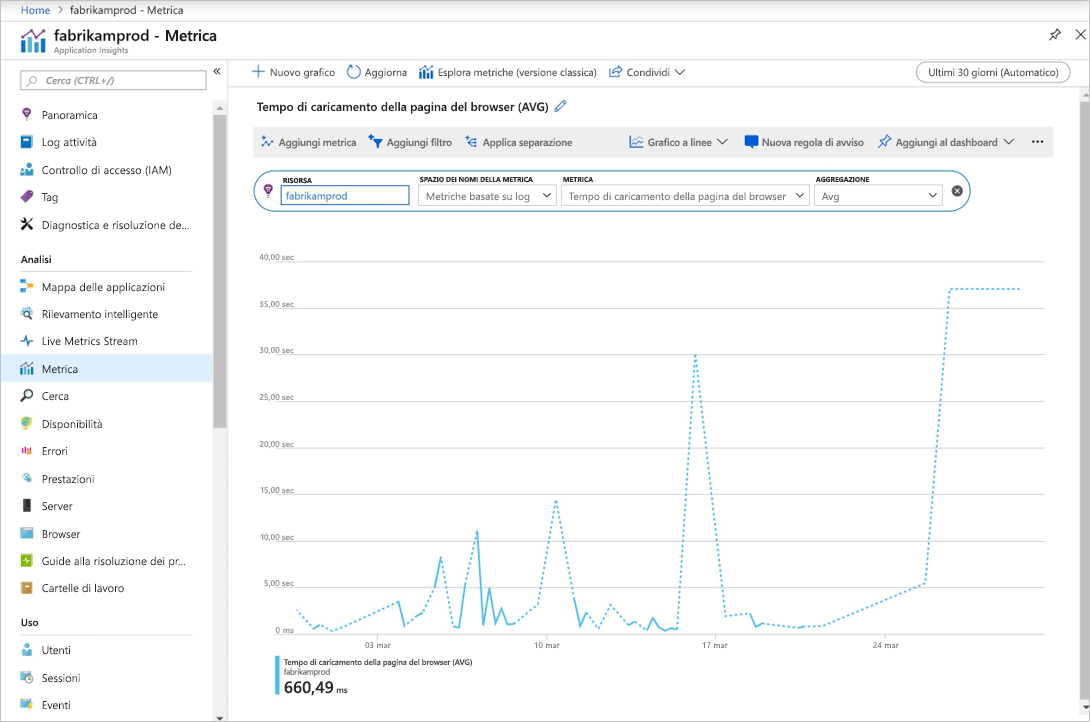 Home > fabrikamprod - Metrica
fabrikamprod - Metrica
Application Insights
Cerca (CTRL+/)
«
Panoramica
Log attività
Controllo di accesso (IAM)
Tag
Diagnostica e risoluzione de...
Analisi
Mappa delle applicazioni
Rilevamento intelligente
Live Metrics Stream
Metrica
Cerca
Disponibilità
Errori
Prestazioni
Server
Browser
Guide alla risoluzione dei pr...
Cartelle di lavoro
Uso
Utenti
Sessioni
Eventi
Nuovo grafico Aggiorna Esplora metriche (versione classica) Condividi Ultimi 30 giorni (Automatico)
Tempo di caricamento della pagina del browser (AVG)
Aggiungi metrica Aggiungi filtro Applica separazione Grafico a linee Nuova regola di avviso Aggiungi al dashboard ...
RISORSA SPAZIO DEI NOMI DELLA METRICA METRICA AGGREGAZIONE
fabrikamprod Metriche basate su log Tempo di caricamento della pagina del browser Avg
40,00 sec
35,00 sec
30,00 sec
25,00 sec
20,00 sec
15,00 sec
10,00 sec
5,00 sec
0 ms
03 mar 10 mar 17 mar 24 mar
Tempo di caricamento della pagina del browser (AVG)
fabrikamprod
660,49 ms